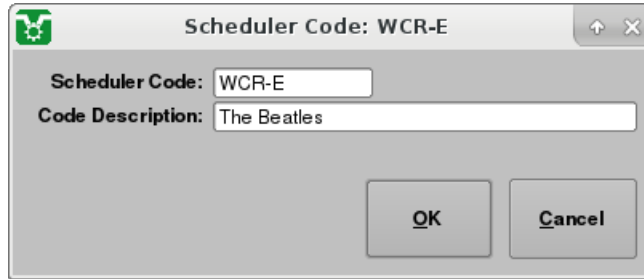 Scheduler Code: WCR-E
Scheduler Code: WCR-E
Code Description: The Beatles
OK Cancel